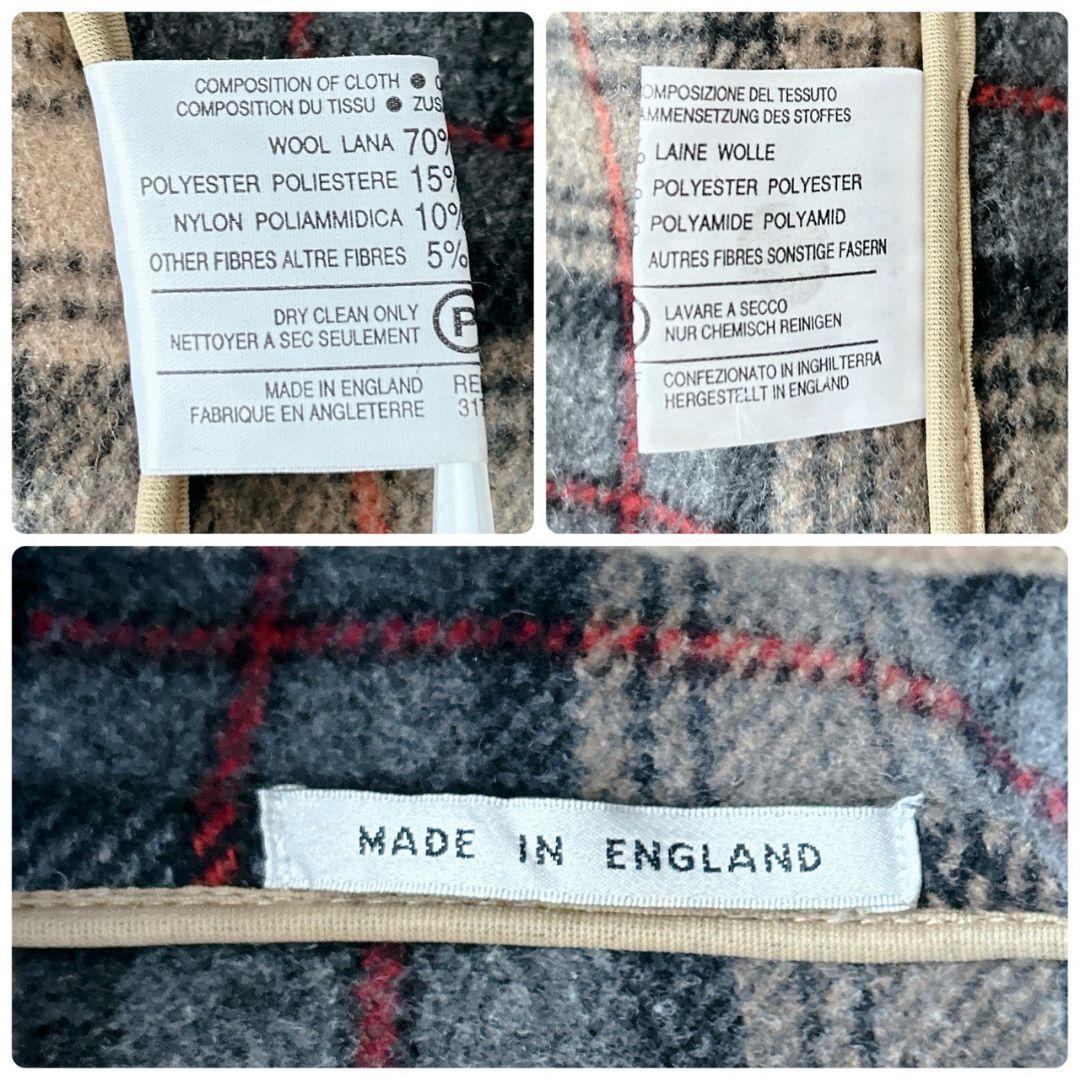 COMPOSITION OF CLOTH ●
COMPOSITION DU TISSU ● ZUS
WOOL LANA 70%
POLYESTER POLIESTERE 15%
NYLON POLIAMMIDICA 10%
OTHER FIBRES ALTRE FIBRES 5%
DRY CLEAN ONLY
NETTOYER A SEC SEULEMENT
P
MADE IN ENGLAND
FABRIQUE EN ANGLETERRE
OMPOSIZIONE DEL TESSUTO
AMMENSETZUNG DES STOFFES
LAINE WOLLE
POLYESTER POLYESTER
POLYAMIDE POLYAMID
AUTRES FIBRES SONSTIGE FASERN
LAVARE A SECCO
NUR CHEMISCH REINIGEN
CONFEZIONATO IN INGHILTERRA
HERGESTELLT IN ENGLAND
MADE IN ENGLAND